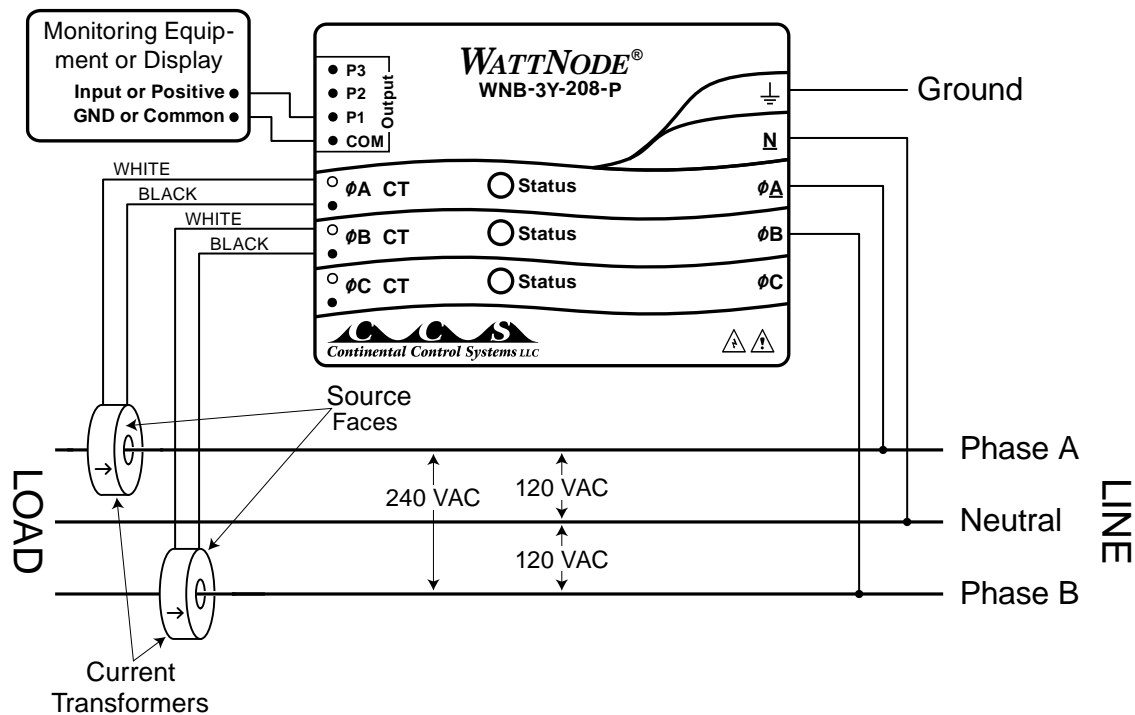 Monitoring Equip-
ment or Display
Input or Positive
GND or Common
P3
P2
P1
COM
Output
WATTNODE®
WNB-3Y-208-P
Ground
N
WHITE
BLACK
WHITE
BLACK
ϕA CT
Status
ϕA
ϕB CT
Status
ϕB
ϕC CT
Status
ϕC
CCS
Continental Control Systems LLC
Source
Faces
LOAD
LINE
Phase A
240 VAC
120 VAC
Neutral
120 VAC
Phase B
Current
Transformers